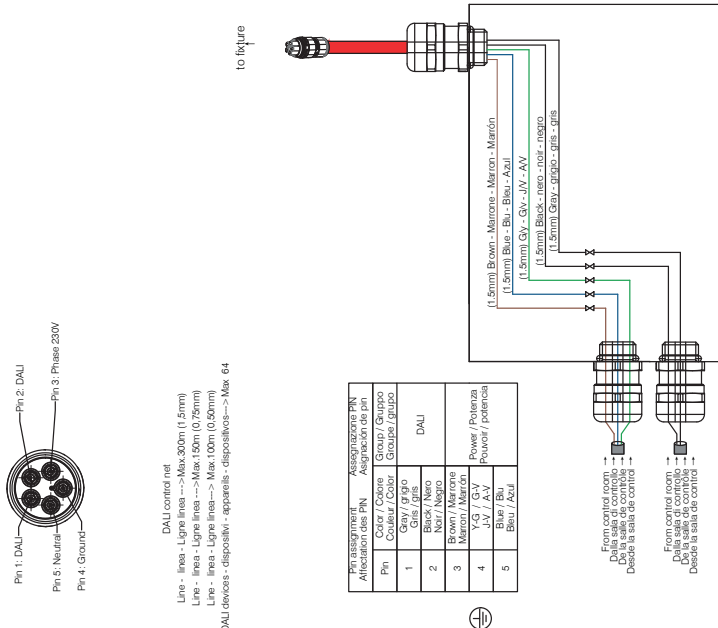 to fixture
(1.5mm) Brown - Marrone - Marron - Marrón
(1.5mm) Blue - Blu - Bleu - Azul
(1.5mm) G/y - G/v - J/V - A/V
(1.5mm) Black - nero - noir - negro
(1.5mm) Gray - grigio - gris - gris
Pin 1: DALI
Pin 2: DALI
Pin 3: Phase 230V
Pin 5: Neutral
Pin 4: Ground
DALI control net
Line - linea - Ligne linea --->Max.300m (1,5mm)
Line - linea - Ligne linea --->Max.150m (0,75mm)
Line - linea - Ligne linea---> Max.100m (0,50mm)
DALI devices - dispositivi - appareils - dispositivos---> Max 64
Pin assignment Assegnazione PIN
Affectation des PIN Asignación de pin
Pin Color / Colore Group / Gruppo
Couleur / Color Groupe / grupo
1 Gray / grigio
Gris / gris
DALI
2 Black / Nero
Noir / Negro
3 Brown / Marrone
Marron / Marrón
Power / Potenza
Pouvoir / potencia
4 Y-G / G-V
J-V / A-V
5 Blue / Blu
Bleu / Azul
From control room
Dalla sala di controllo
De la salle de contrôle
Desde la sala de control
From control room
Dalla sala di controllo
De la salle de contrôle
Desde la sala de control